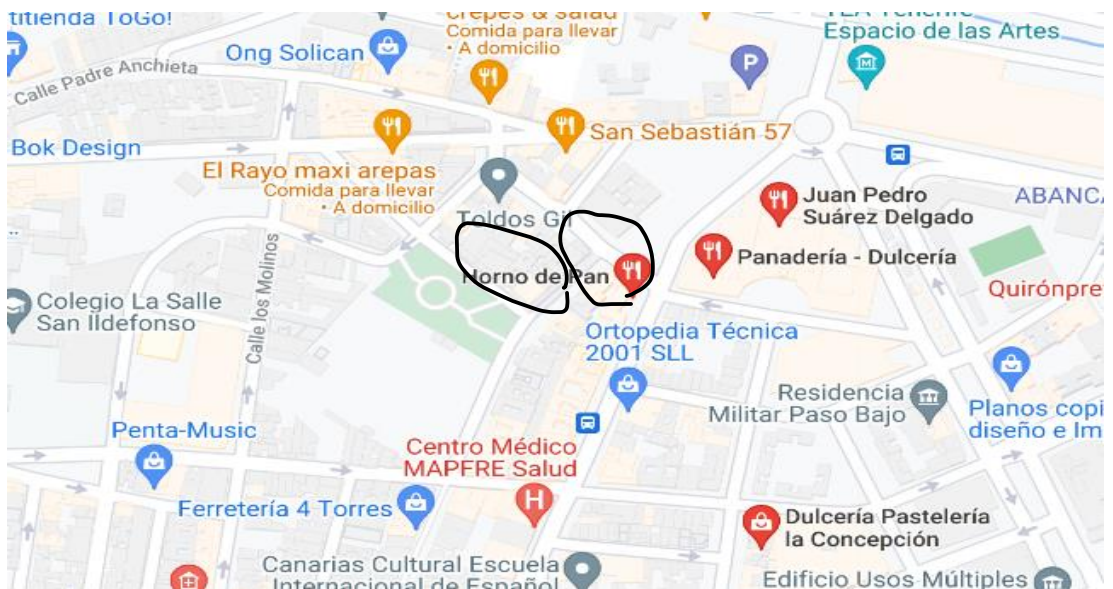 titienda ToGo!
crepes & salad
Comida para llevar
• A domicilio
TEA Tenerife
Espacio de las Artes
Ong Solican
Calle Padre Anchieta
P
M
Bok Design
San Sebastián 57
El Rayo maxi arepas
Comida para llevar
• A domicilio
Toldos Gil
Juan Pedro
Suárez Delgado
ABANCA
Horno de Pan
Panadería - Dulcería
Quirónpre
Colegio La Salle
San Ildefonso
Calle los Molinos
Ortopedia Técnica
2001 SLL
Residencia
Militar Paso Bajo
Planos copi
diseño e Im
Penta-Music
Centro Médico
MAPFRE Salud
H
Ferretería 4 Torres
Dulcería Pastelería
la Concepción
Canarias Cultural Escuela
Internacional de Español
Edificio Usos Múltiples